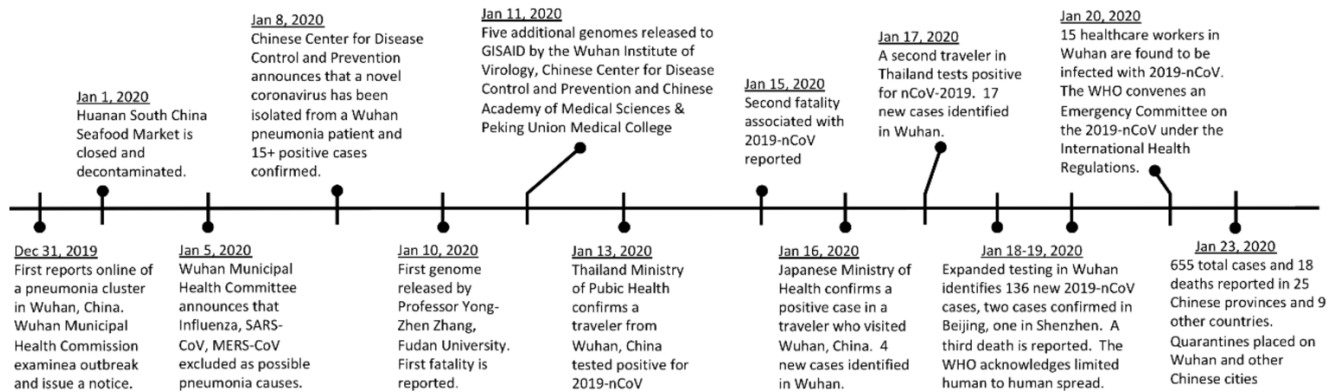 Dec 31, 2019
First reports online of
a pneumonia cluster
in Wuhan, China.
Wuhan Municipal
Health Commission
examinea outbreak
and issue a notice.
Jan 1, 2020
Huanan South China
Seafood Market is
closed and
decontaminated.
Jan 5, 2020
Wuhan Municipal
Health Committee
announces that
Influenza, SARS-
CoV, MERS-CoV
excluded as possible
pneumonia causes.
Jan 8, 2020
Chinese Center for Disease
Control and Prevention
announces that a novel
coronavirus has been
isolated from a Wuhan
pneumonia patient and
15+ positive cases
confirmed.
Jan 10, 2020
First genome
released by
Professor Yong-
Zhen Zhang,
Fudan University.
First fatality is
reported.
Jan 11, 2020
Five additional genomes released to
GISAID by the Wuhan Institute of
Virology, Chinese Center for Disease
Control and Prevention and Chinese
Academy of Medical Sciences &
Peking Union Medical College
Jan 13, 2020
Thailand Ministry
of Pubic Health
confirms a
traveler from
Wuhan, China
tested positive for
2019-nCoV
Jan 15, 2020
Second fatality
associated with
2019-nCoV
reported
Jan 16, 2020
Japanese Ministry of
Health confirms a
positive case in a
traveler who visited
Wuhan, China.  4
new cases identified
in Wuhan.
Jan 17, 2020
A second traveler in
Thailand tests positive
for nCoV-2019.  17
new cases identified
in Wuhan.
Jan 18-19, 2020
Expanded testing in Wuhan
identifies 136 new 2019-nCoV
cases, two cases confirmed in
Beijing, one in Shenzhen.  A
third death is reported.  The
WHO acknowledges limited
human to human spread.
Jan 20, 2020
15 healthcare workers in
Wuhan are found to be
infected with 2019-nCoV.
The WHO convenes an
Emergency Committee on
the 2019-nCoV under the
International Health
Regulations.
Jan 23, 2020
655 total cases and 18
deaths reported in 25
Chinese provinces and 9
other countries.
Quarantines placed on
Wuhan and other
Chinese cities